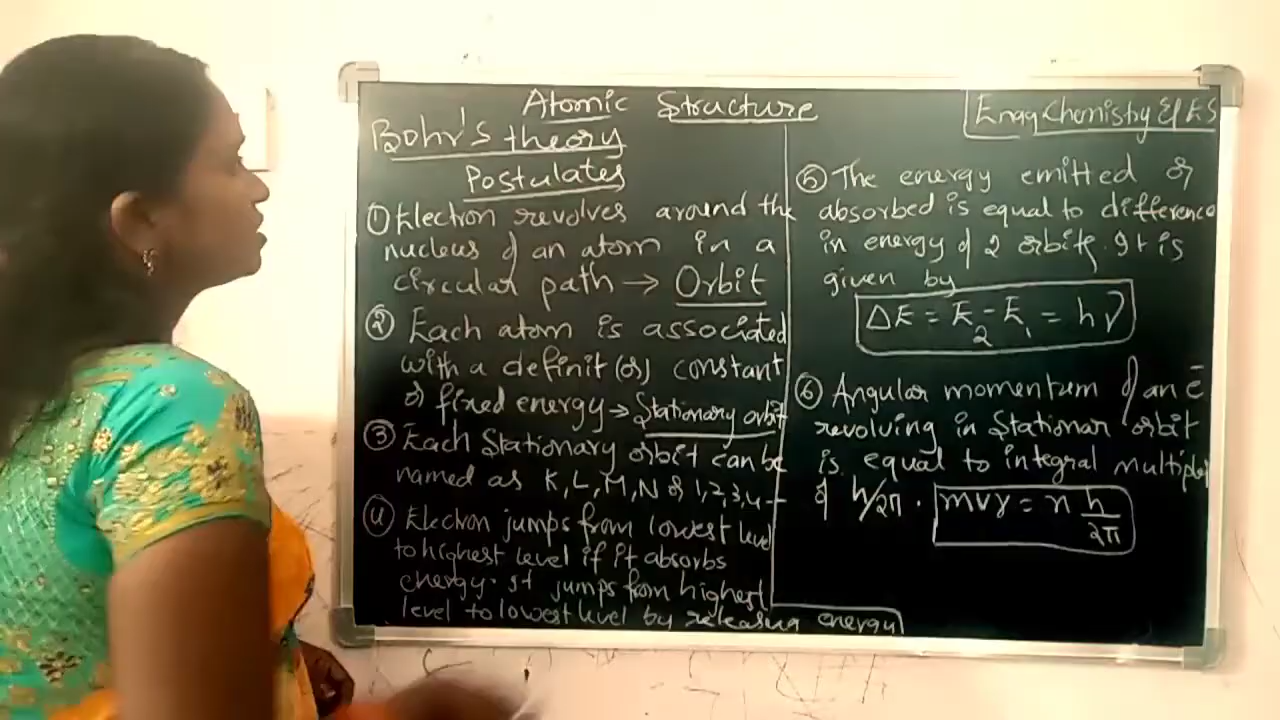 Atomic Structure
Engg Chemistry & ES
Bohr's theory
Postulates
① Electron revolves around the
nucleus of an atom in a
circular path → Orbit
② Each atom is associated
with a definit (or) constant
or fixed energy → Stationary orbit
③ Each Stationary orbit can be
named as K, L, M, N or 1, 2, 3, 4 --
④ Electron jumps from lowest level
to highest level if it absorbs
energy. It jumps from highest
level to lowest level by releasing energy
⑤ The energy emitted or
absorbed is equal to difference
in energy of 2 orbits. It is
given by
ΔE = E₂ - E₁ = hν
⑥ Angular momentum of an ē
revolving in Stationary orbit
is equal to integral multiples
of h/2π. mvr = n h/2π